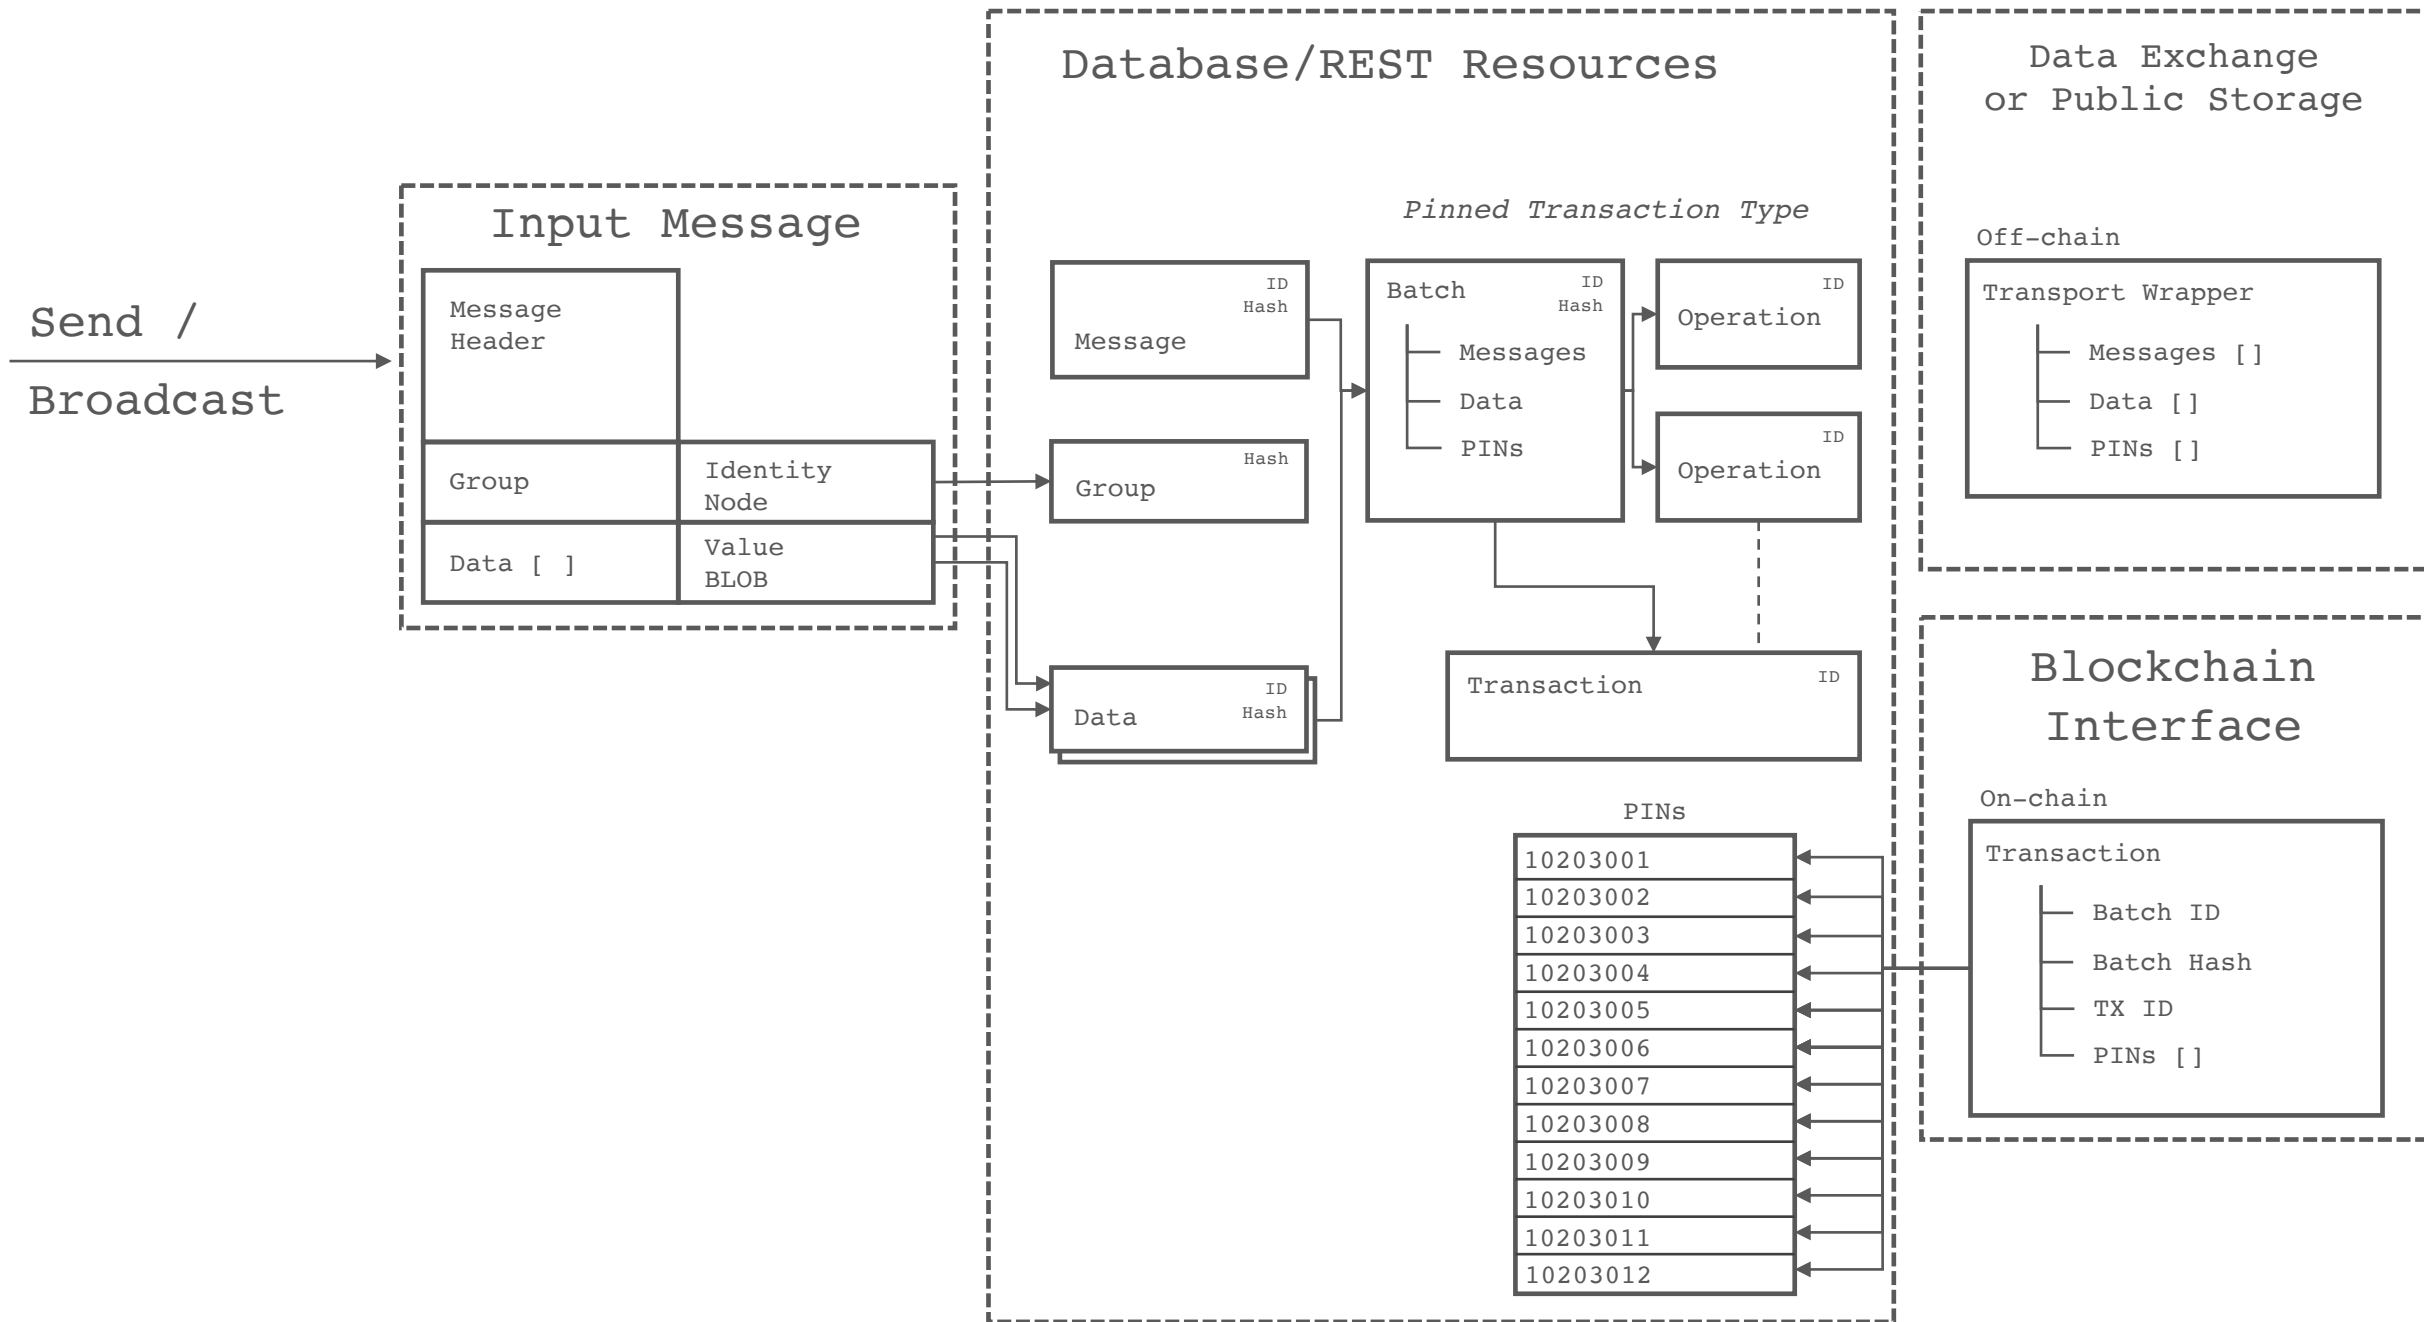 Send /
Broadcast
Input Message
Message
Header
Group
Identity
Node
Data [ ]
Value
BLOB
Database/REST Resources
Pinned Transaction Type
ID
Hash
Message
Hash
Group
ID
Hash
Data
Batch
ID
Hash
Messages
Data
PINs
ID
Operation
ID
Operation
Transaction
ID
PINs
10203001
10203002
10203003
10203004
10203005
10203006
10203007
10203008
10203009
10203010
10203011
10203012
Data Exchange
or Public Storage
Off-chain
Transport Wrapper
Messages []
Data []
PINs []
Blockchain
Interface
On-chain
Transaction
Batch ID
Batch Hash
TX ID
PINs []